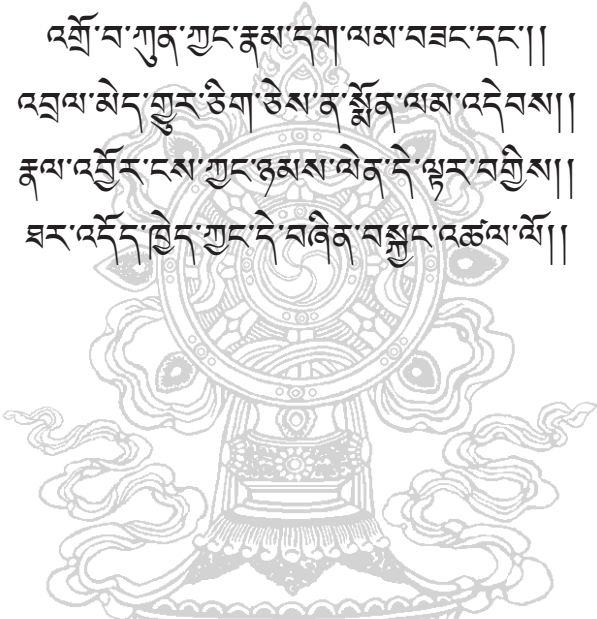 འགྲོ་བ་ཀུན་ཀྱང་རྣམ་དག་ལམ་བཟང་དང་།།
འབྲལ་མེད་གྱུར་ཅིག་ཅེས་ན་སྨོན་ལམ་འདེབས།།
རྣལ་འབྱོར་ངས་ཀྱང་ཉམས་ལེན་དེ་ལྟར་བགྱིས།།
ཐར་འདོད་ཁྱེད་ཀྱང་དེ་བཞིན་བསྐྱང་འཚལ་ལོ།།